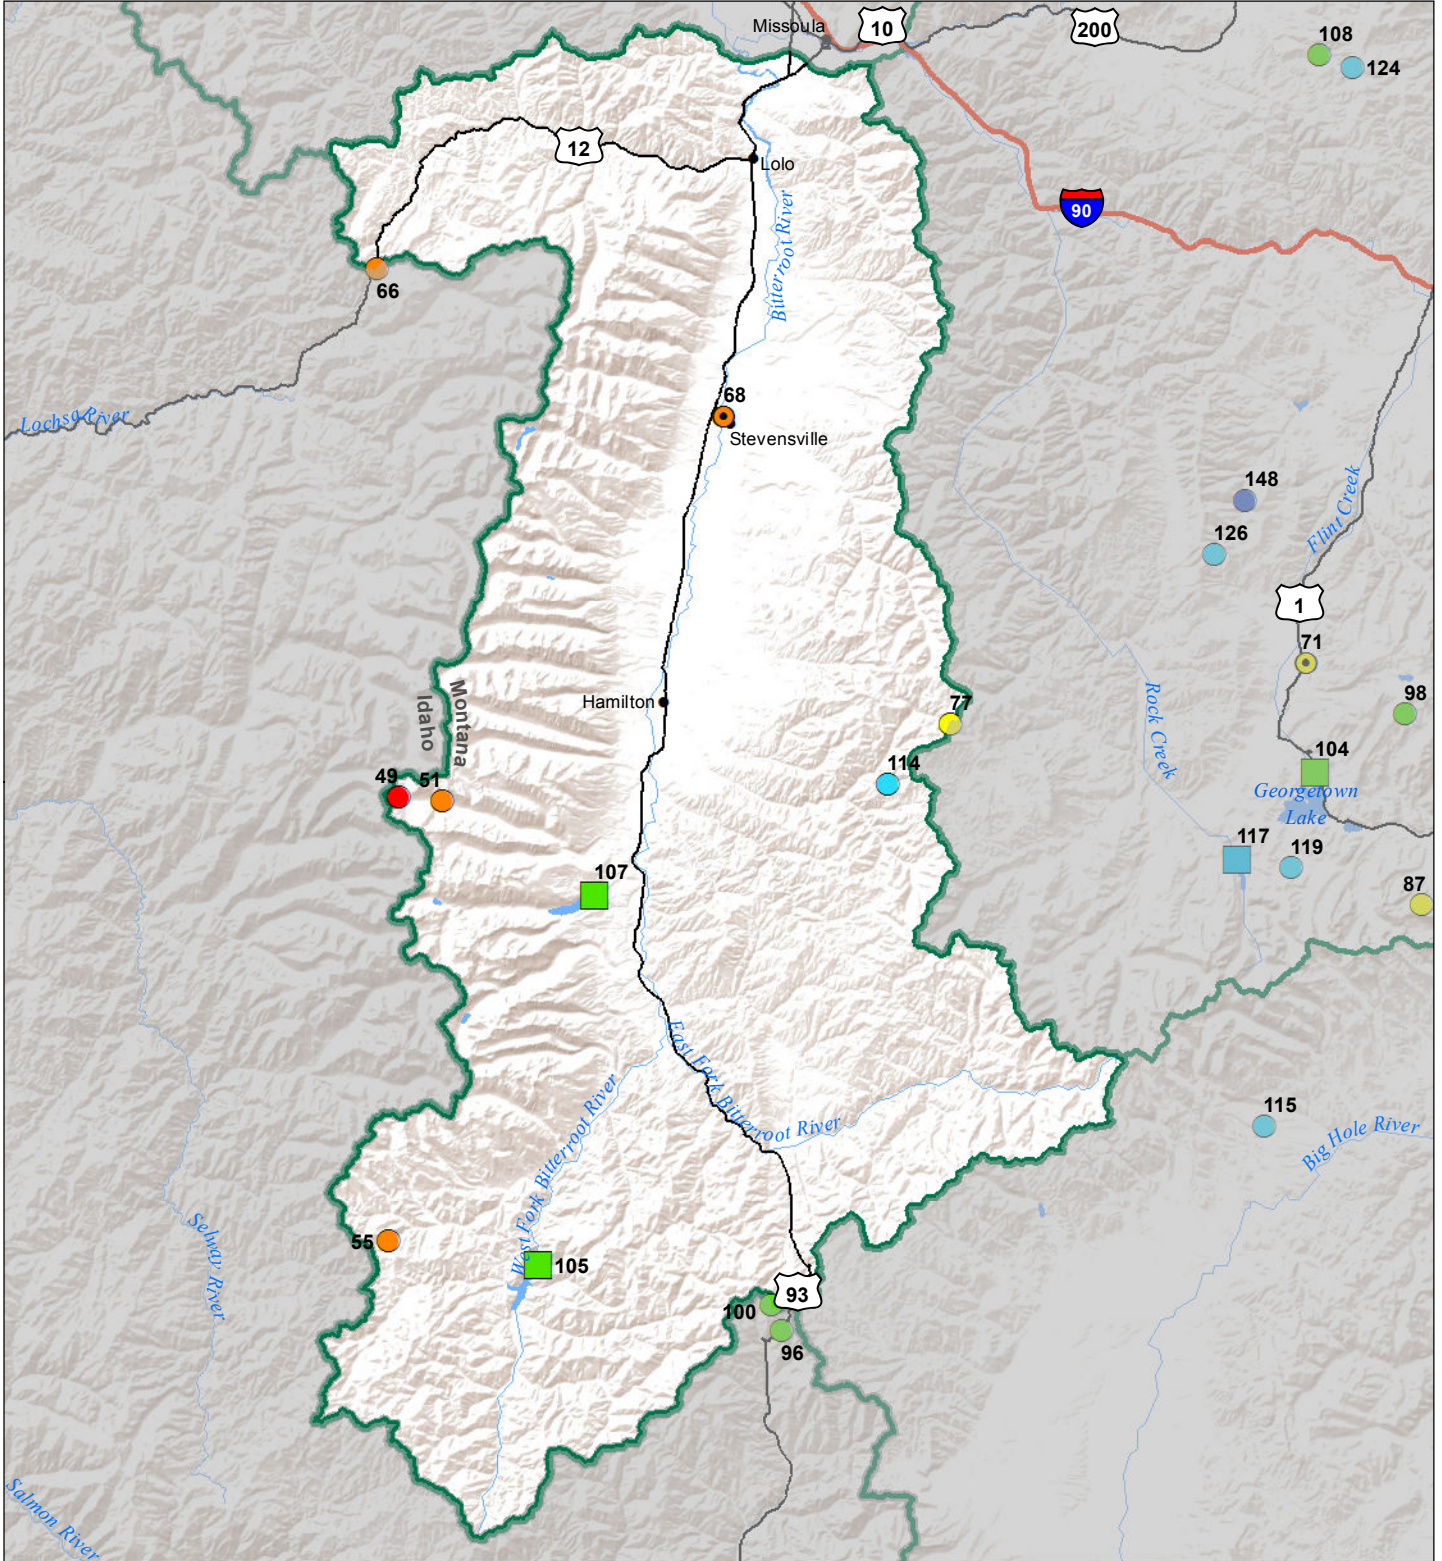 Missoula
10
200
108
124
12
Lolo
90
Bitterroot River
66
68
Stevensville
Lochsa River
148
126
Flint Creek
1
71
98
77
Hamilton
Montana
Idaho
Rock Creek
104
114
49
51
Georgetown
Lake
117
119
107
87
East Fork Bitterroot River
West Fork Bitterroot River
115
Big Hole River
Selway River
55
105
93
100
96
Salmon River